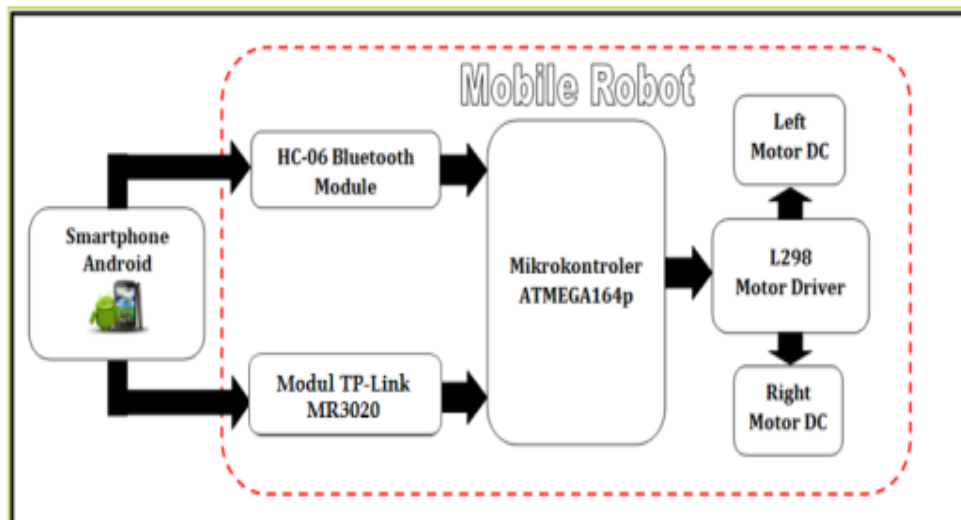 Mobile Robot
Smartphone
Android
HC-06 Bluetooth
Module
Modul TP-Link
MR3020
Mikrokontroler
ATMEGA164p
Left
Motor DC
L298
Motor Driver
Right
Motor DC